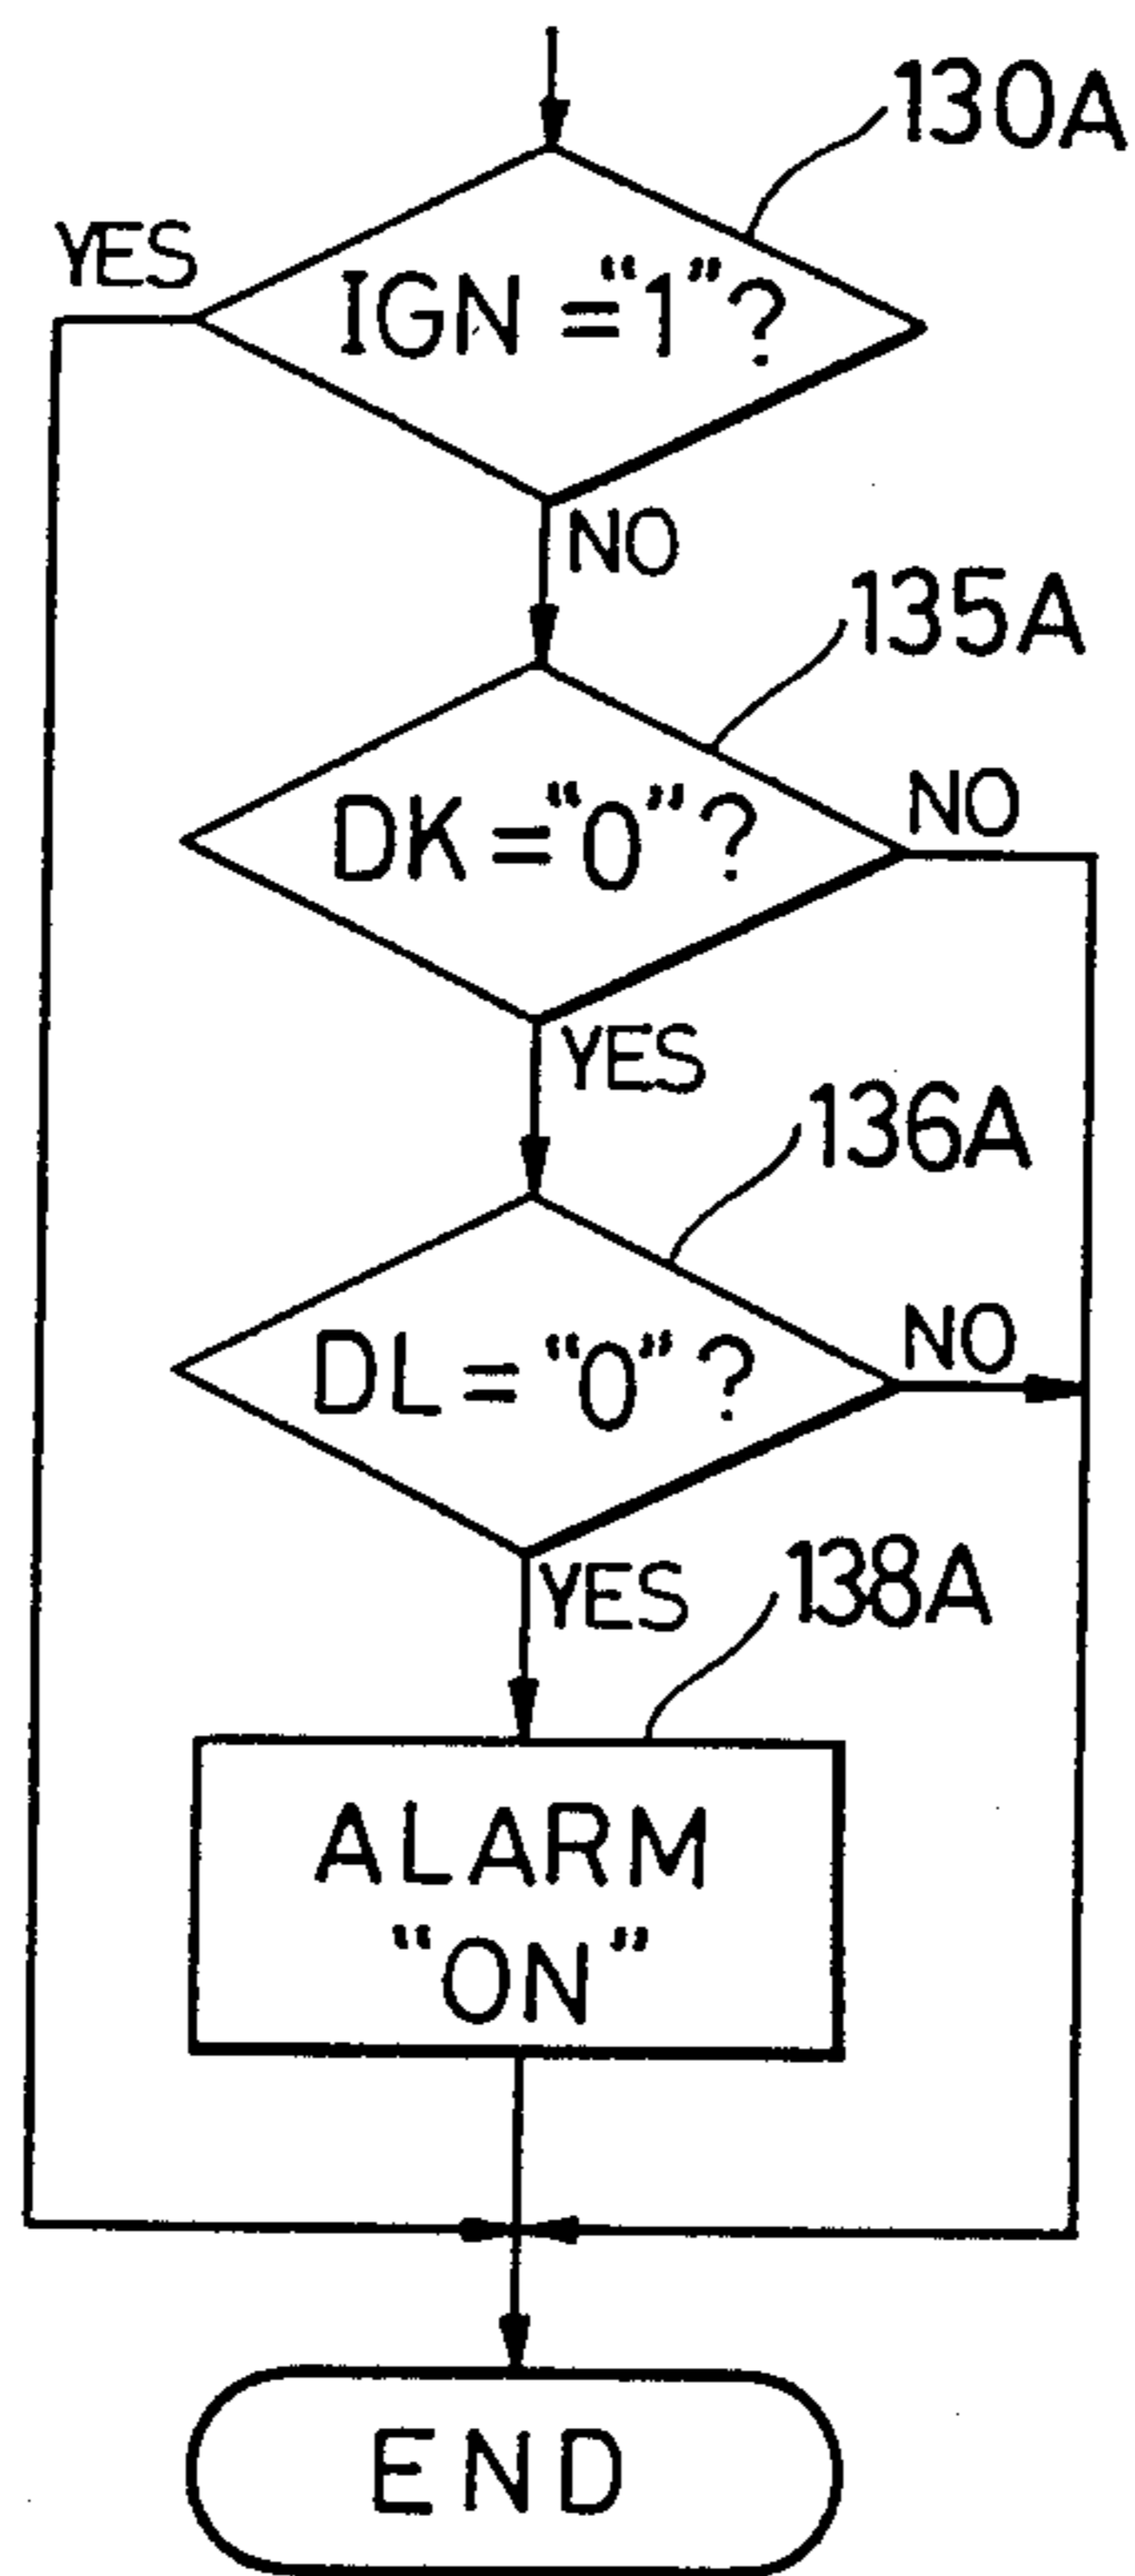 130A
YES
IGN = "1" ?
NO
135A
DK = "0" ?
NO
YES
136A
DL = "0" ?
NO
YES
138A
ALARM
"ON"
END